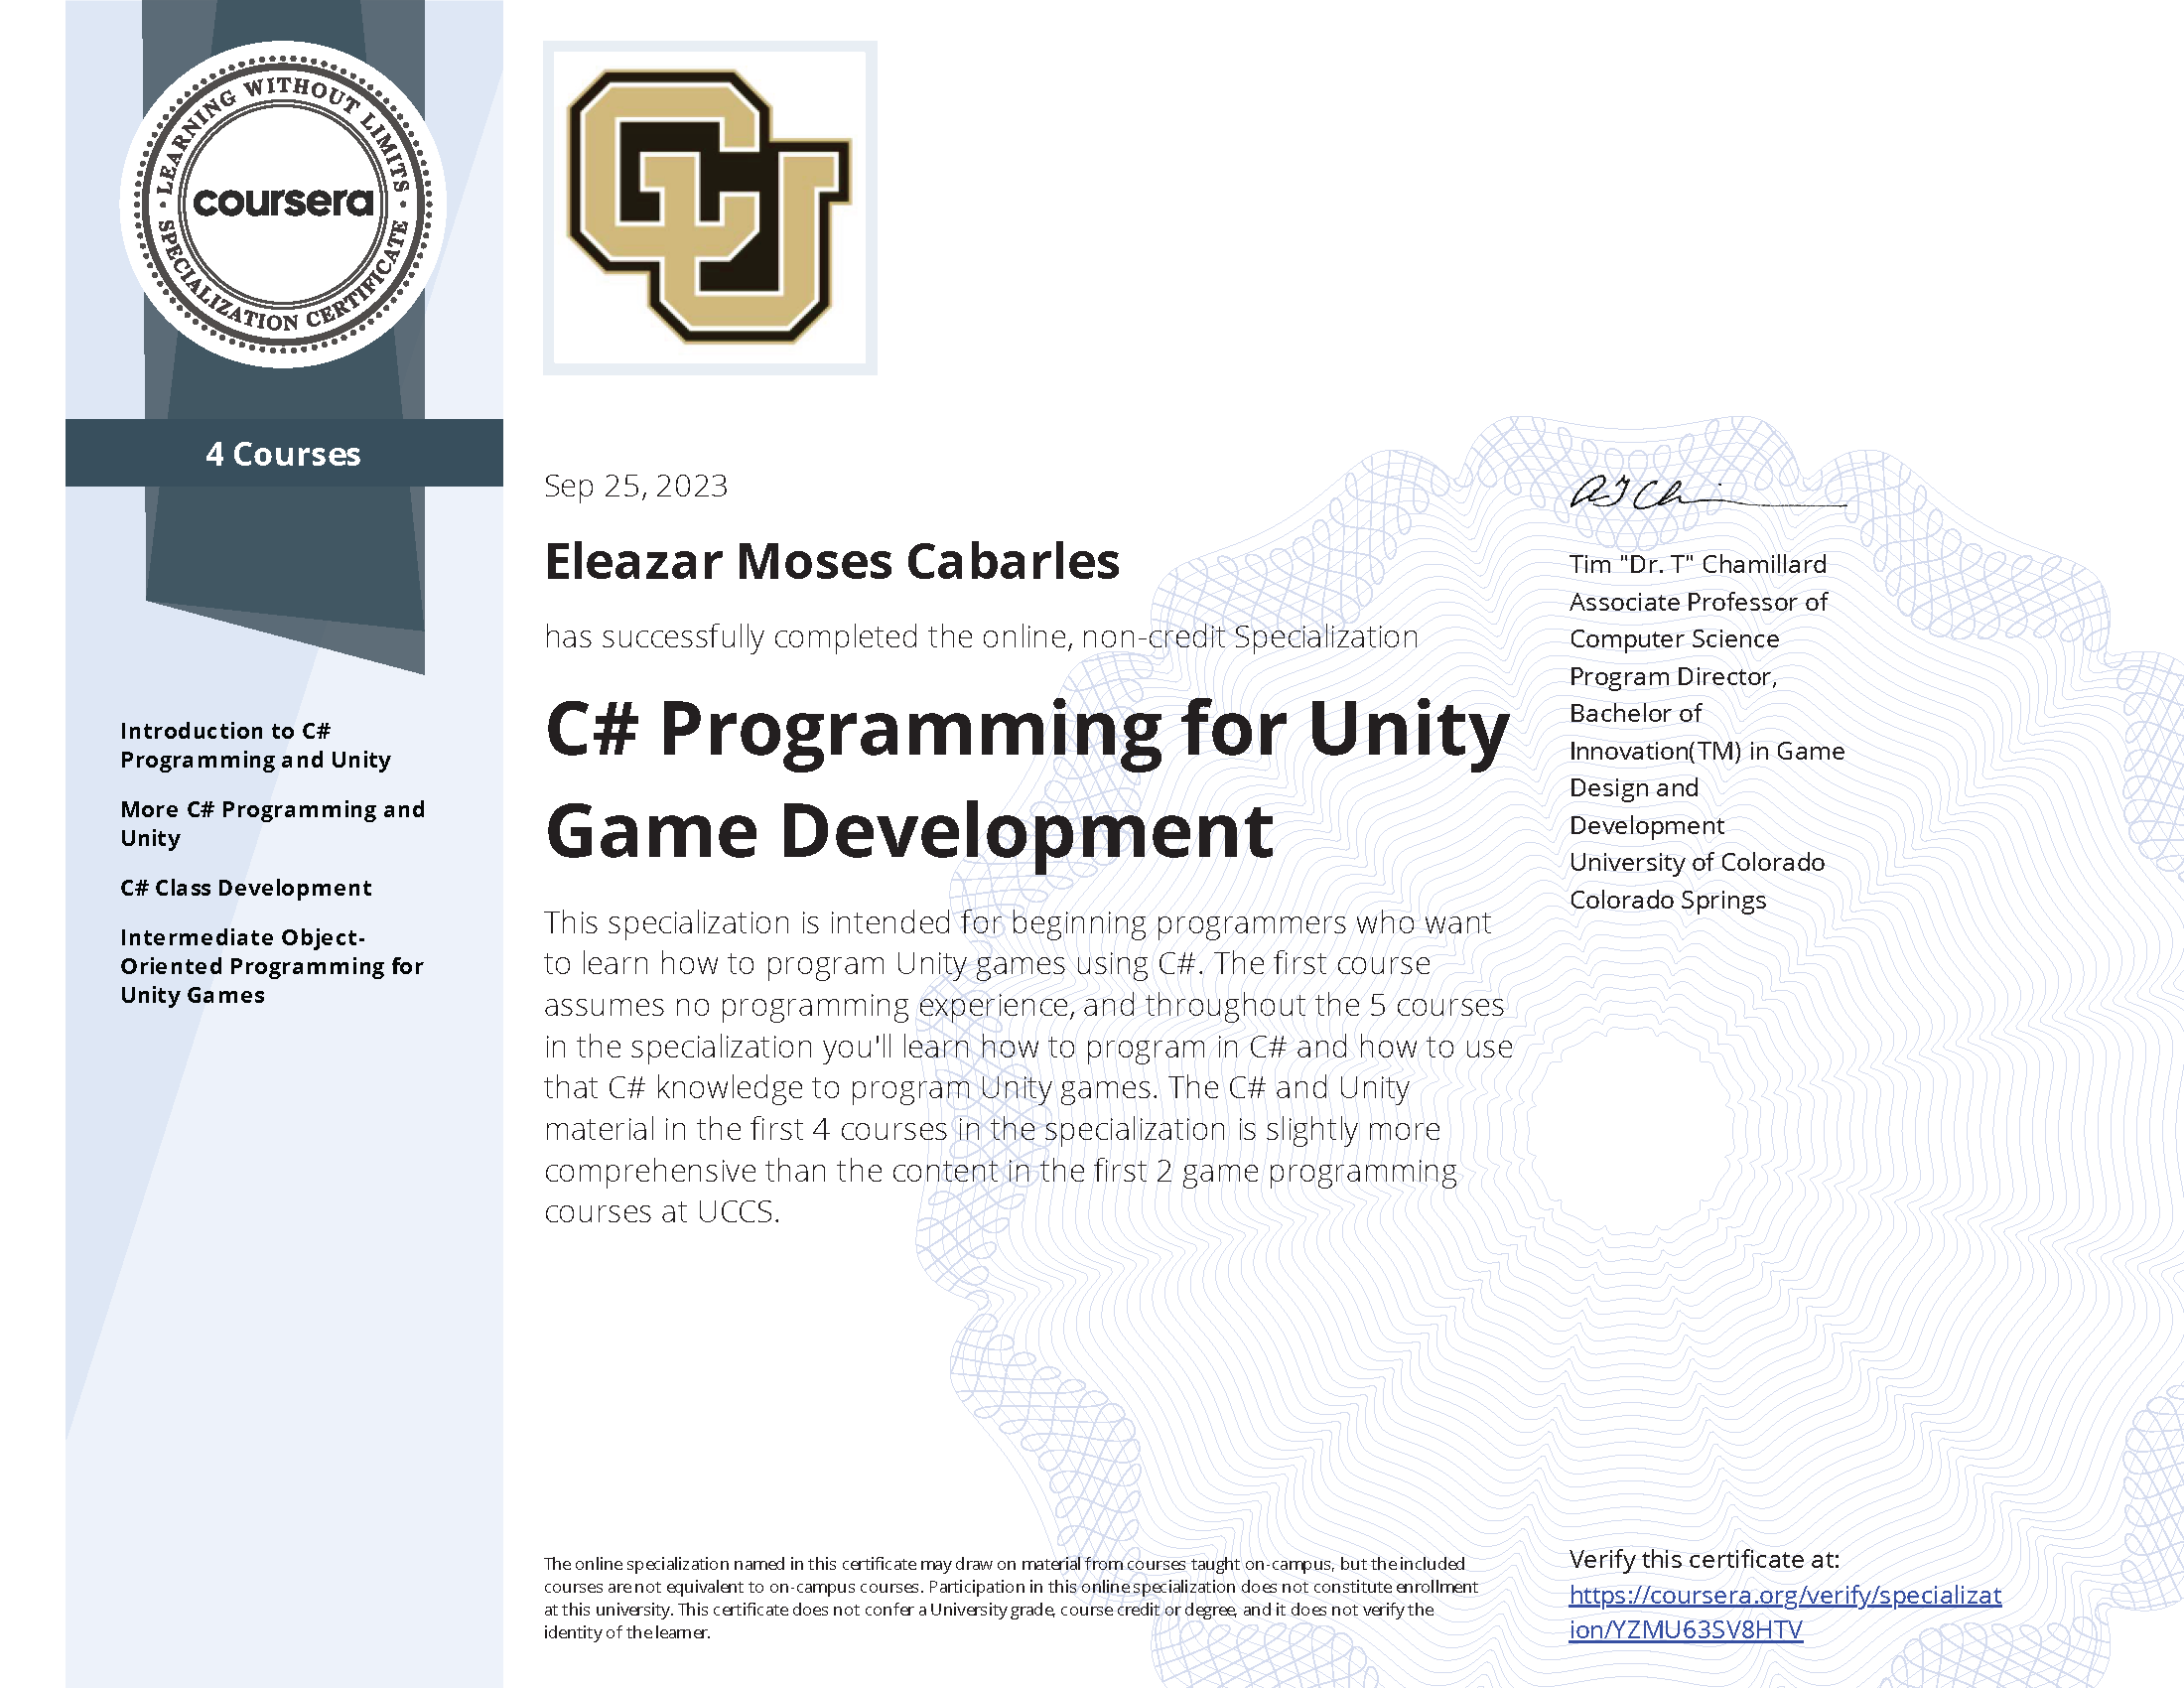 LEARNING WITHOUT LIMITS
coursera
SPECIALIZATION CERTIFICATE
4 Courses
Introduction to C#
Programming and Unity
More C# Programming and
Unity
C# Class Development
Intermediate Object-
Oriented Programming for
Unity Games
CU
Sep 25, 2023
Eleazar Moses Cabarles
has successfully completed the online, non-credit Specialization
C# Programming for Unity
Game Development
This specialization is intended for beginning programmers who want
to learn how to program Unity games using C#. The first course
assumes no programming experience, and throughout the 5 courses
in the specialization you'll learn how to program in C# and how to use
that C# knowledge to program Unity games. The C# and Unity
material in the first 4 courses in the specialization is slightly more
comprehensive than the content in the first 2 game programming
courses at UCCS.
Tim "Dr. T" Chamillard
Associate Professor of
Computer Science
Program Director,
Bachelor of
Innovation(TM) in Game
Design and
Development
University of Colorado
Colorado Springs
The online specialization named in this certificate may draw on material from courses taught on-campus, but the included
courses are not equivalent to on-campus courses. Participation in this online specialization does not constitute enrollment
at this university. This certificate does not confer a University grade, course credit or degree, and it does not verify the
identity of the learner.
Verify this certificate at:
https://coursera.org/verify/specializat
ion/YZMU63SV8HTV